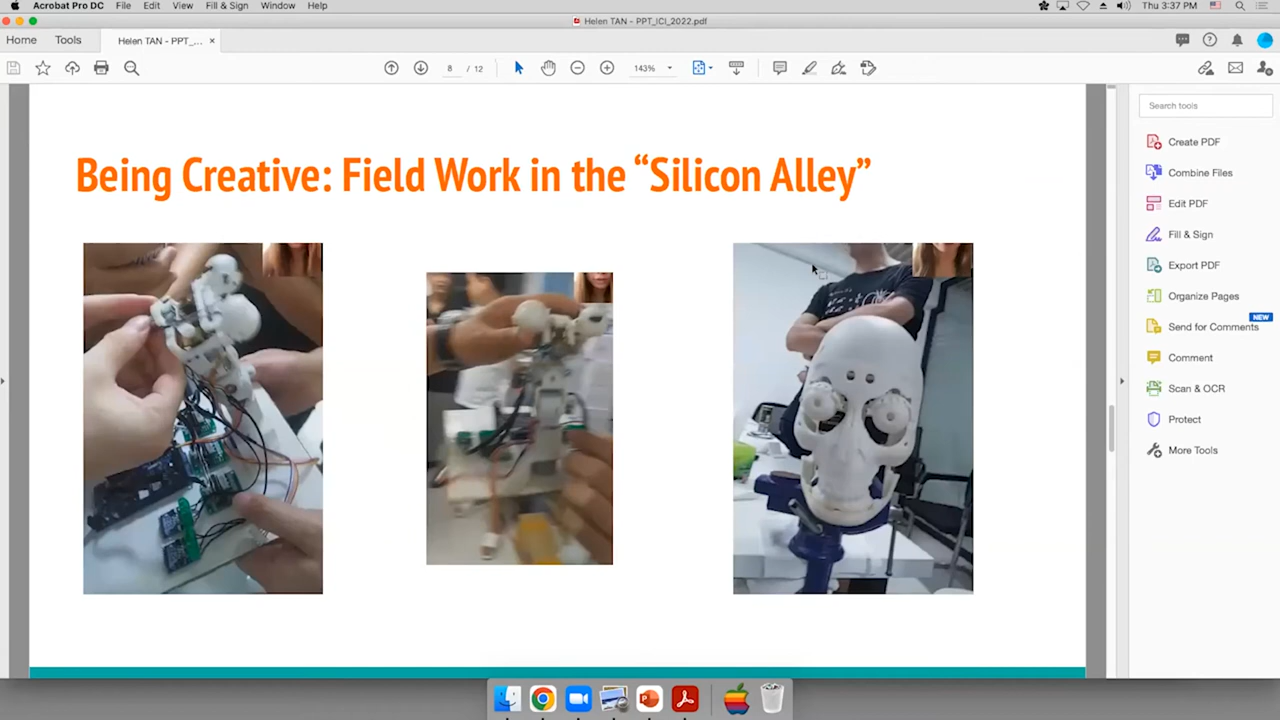 Acrobat Pro DC File Edit View Fill & Sign Window Help Thu 3:37 PM
Helen TAN - PPT_ICI_2022.pdf
Home Tools Helen TAN - PPT_... ×
8 / 12 143%
Being Creative: Field Work in the “Silicon Alley”
Search tools
Create PDF
Combine Files
Edit PDF
Fill & Sign
Export PDF
Organize Pages
Send for Comments NEW
Comment
Scan & OCR
Protect
More Tools